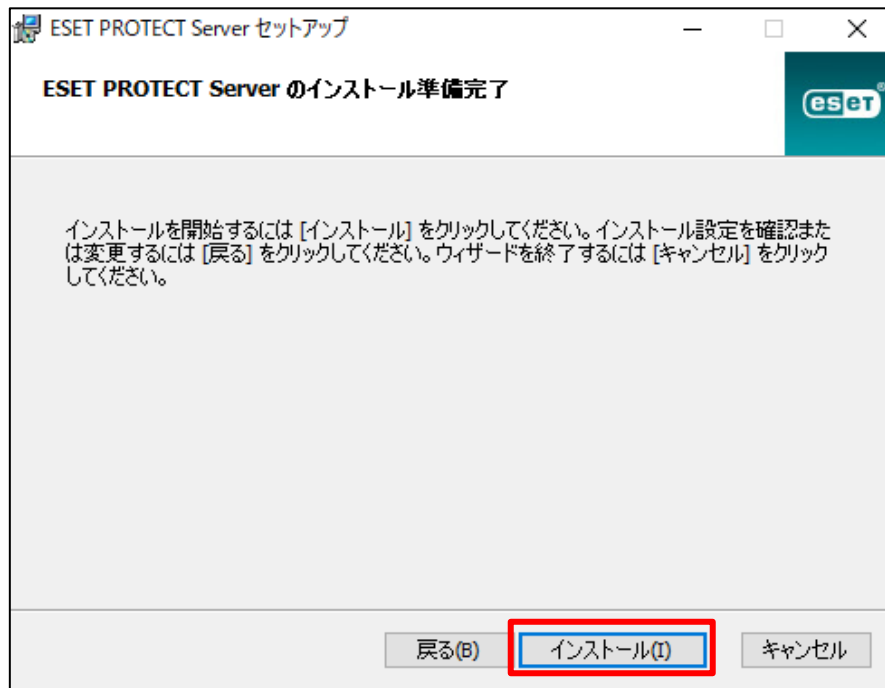 ESET PROTECT Server セットアップ
ESET PROTECT Server のインストール準備完了
eseT®
インストールを開始するには [インストール] をクリックしてください。インストール設定を確認また
は変更するには [戻る] をクリックしてください。ウィザードを終了するには [キャンセル] をクリック
してください。
戻る(B) インストール(I) キャンセル